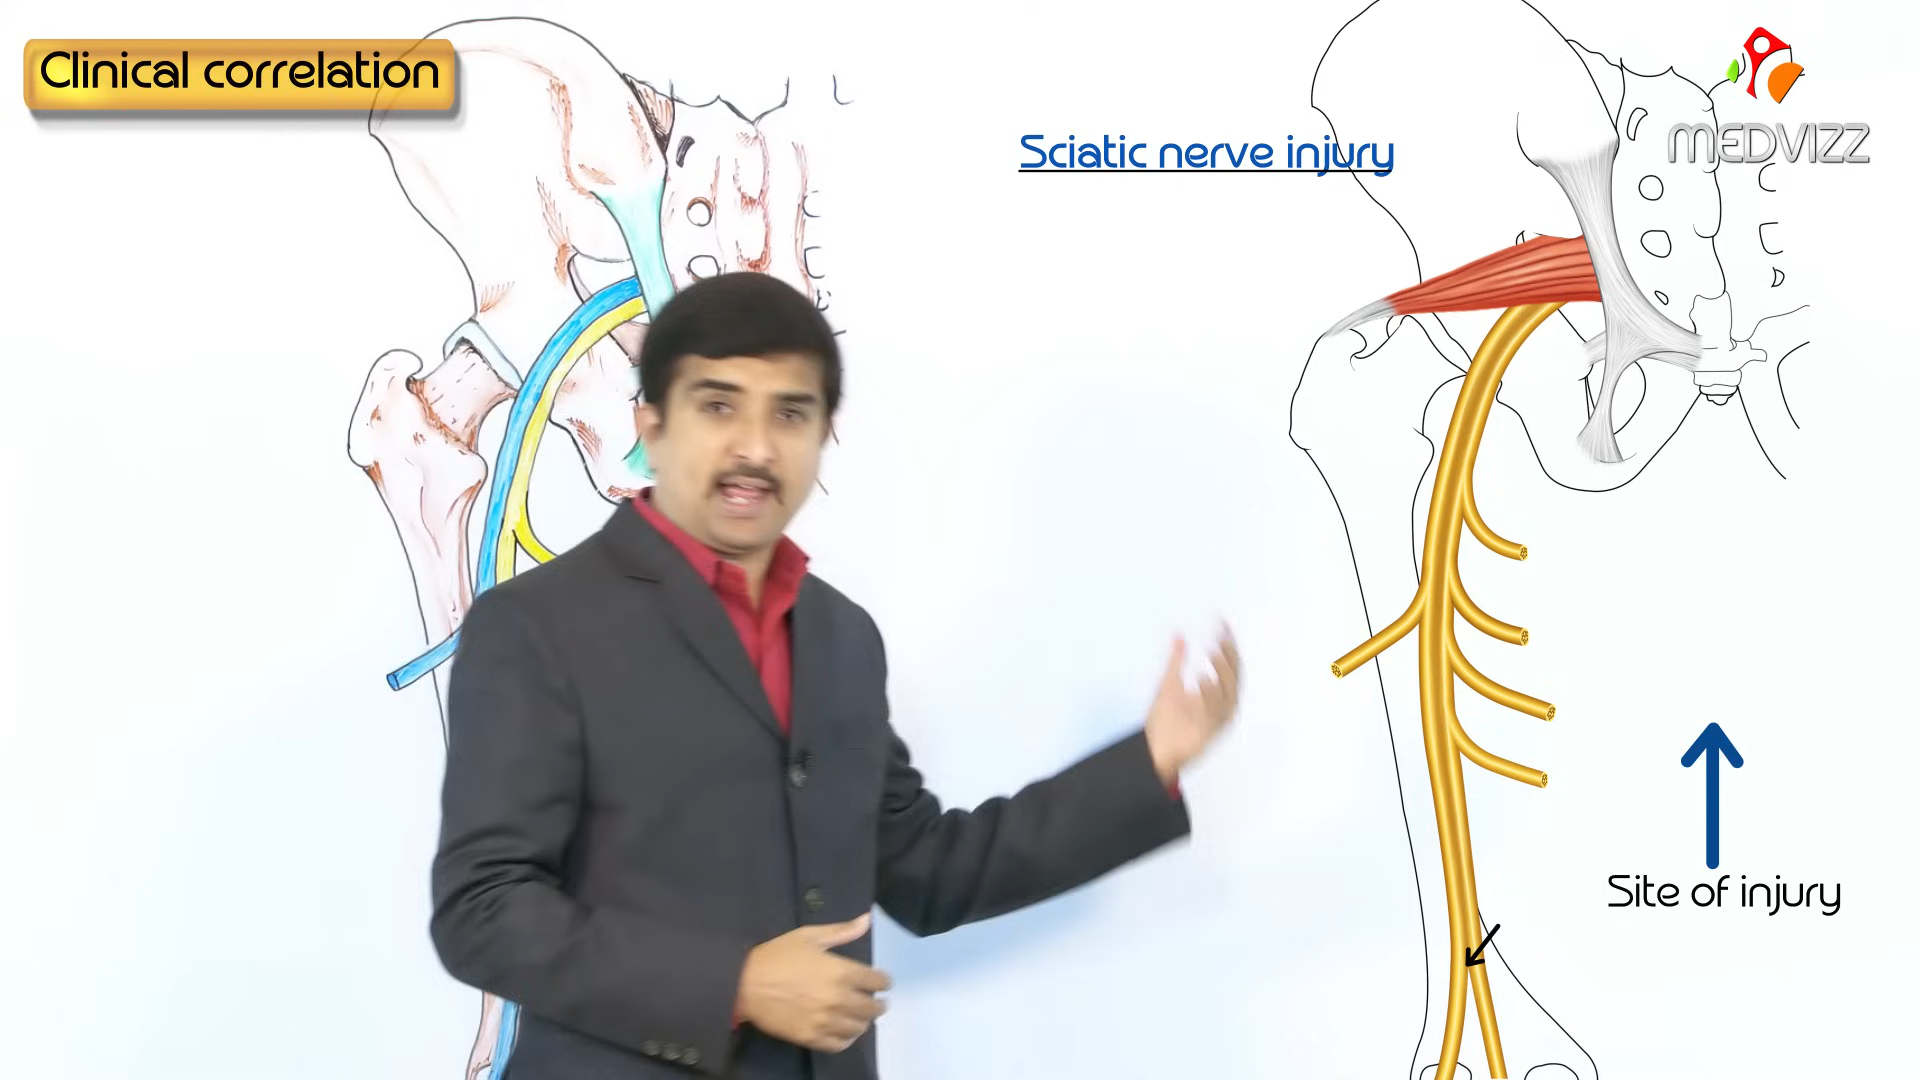 Clinical correlation
Sciatic nerve injury
MEDVIZZ
Site of injury